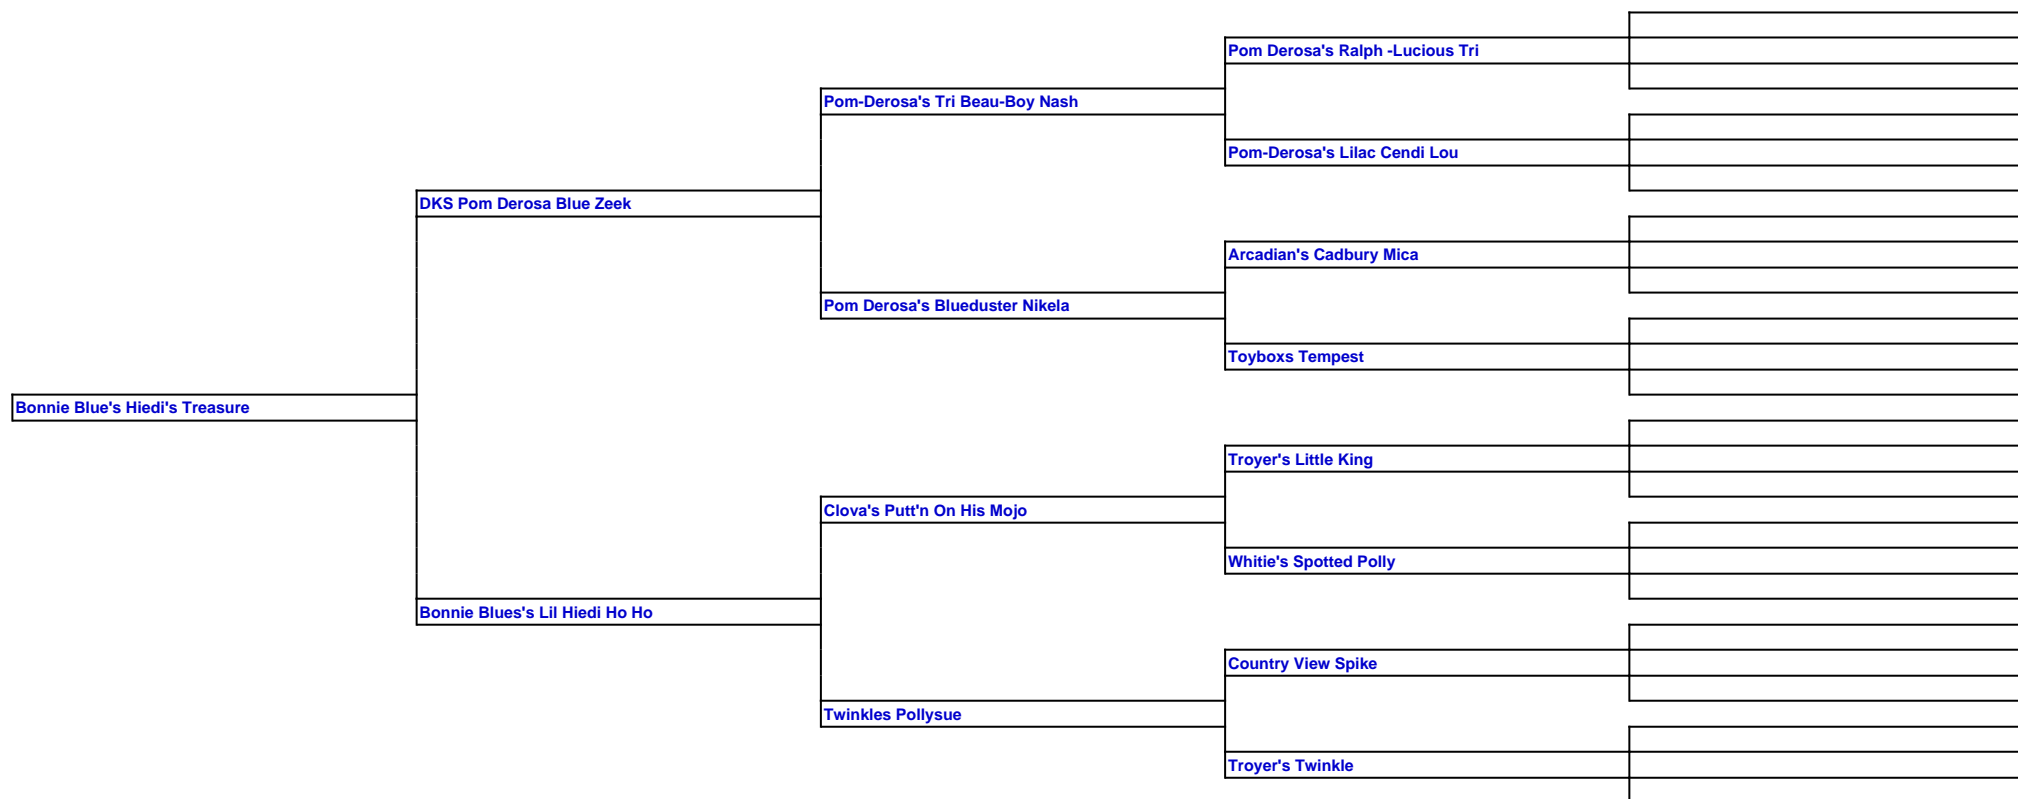 Pom Derosa's Ralph -Lucious Tri
Pom-Derosa's Tri Beau-Boy Nash
Pom-Derosa's Lilac Cendi Lou
DKS Pom Derosa Blue Zeek
Arcadian's Cadbury Mica
Pom Derosa's Blueduster Nikela
Toyboxs Tempest
Bonnie Blue's Hiedi's Treasure
Troyer's Little King
Clova's Putt'n On His Mojo
Whitie's Spotted Polly
Bonnie Blues's Lil Hiedi Ho Ho
Country View Spike
Twinkles Pollysue
Troyer's Twinkle